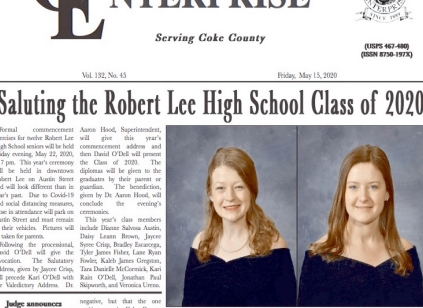 ENTERPRISE
Serving Coke County
(USPS 467-480)
(ISSN 8750-197X)
Vol. 132, No. 45
Friday, May 15, 2020
Saluting the Robert Lee High School Class of 2020
Formal commencement
exercises for twelve Robert Lee
gh School seniors will be held
iday evening, May 22, 2020,
7 pm. This year's ceremony
be held in downtown
obert Lee on Austin Street
d will look different than in
ar's past. Due to Covid-19
d social distancing measures,
ose in attendance will park on
ustin Street and must remain
their vehicles. Pictures will
taken for parents.
Following the processional,
David O'Dell will give the
vocation. The Salutatory
ddress, given by Jaycee Crisp,
ll precede Kari O'Dell with
e Valedictory Address. Dr.
Judge announces
Aaron Hood, Superintendent,
will give this year's
commencement address and
then David O'Dell will present
the Class of 2020. The
diplomas will be given to the
graduates by their parent or
guardian. The benediction,
given by Dr. Aaron Hood, will
conclude the evening's
ceremonies.
This year's class members
include Dianne Salvosa Austin,
Daisy Leann Brown, Jaycee
Syree Crisp, Bradley Escarcega,
Tyler James Fisher, Lane Ryan
Fowler, Kaleb James Gregston,
Tara Danielle McCormick, Kari
Rain O'Dell, Jonathan Paul
Skipworth, and Veronica Urens.
negative, but that the one